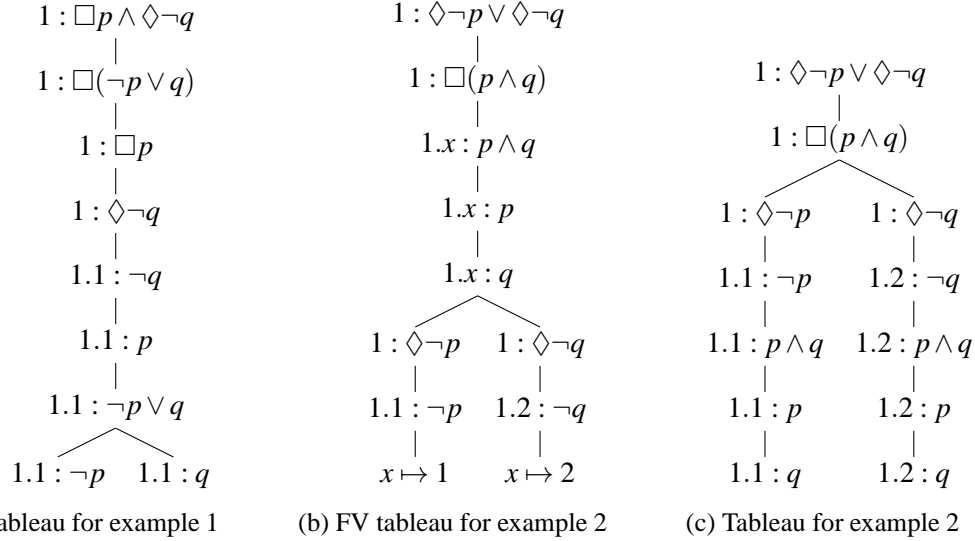 1 : □p ∧ ◊¬q
1 : □(¬p ∨ q)
1 : □p
1 : ◊¬q
1.1 : ¬q
1.1 : p
1.1 : ¬p ∨ q
1.1 : ¬p 1.1 : q
ableau for example 1
1 : ◊¬p ∨ ◊¬q
1 : □(p ∧ q)
1.x : p ∧ q
1.x : p
1.x : q
1 : ◊¬p 1 : ◊¬q
1.1 : ¬p 1.2 : ¬q
x ↦ 1 x ↦ 2
(b) FV tableau for example 2
1 : ◊¬p ∨ ◊¬q
1 : □(p ∧ q)
1 : ◊¬p 1 : ◊¬q
1.1 : ¬p 1.2 : ¬q
1.1 : p ∧ q 1.2 : p ∧ q
1.1 : p 1.2 : p
1.1 : q 1.2 : q
(c) Tableau for example 2